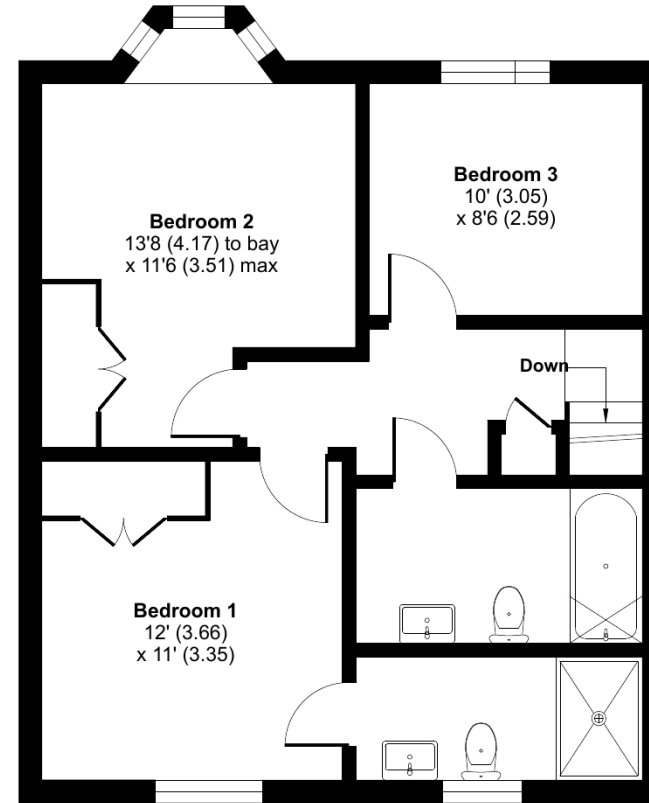 Bedroom 2
13'8 (4.17) to bay
x 11'6 (3.51) max
Bedroom 3
10' (3.05)
x 8'6 (2.59)
Down
Bedroom 1
12' (3.66)
x 11' (3.35)